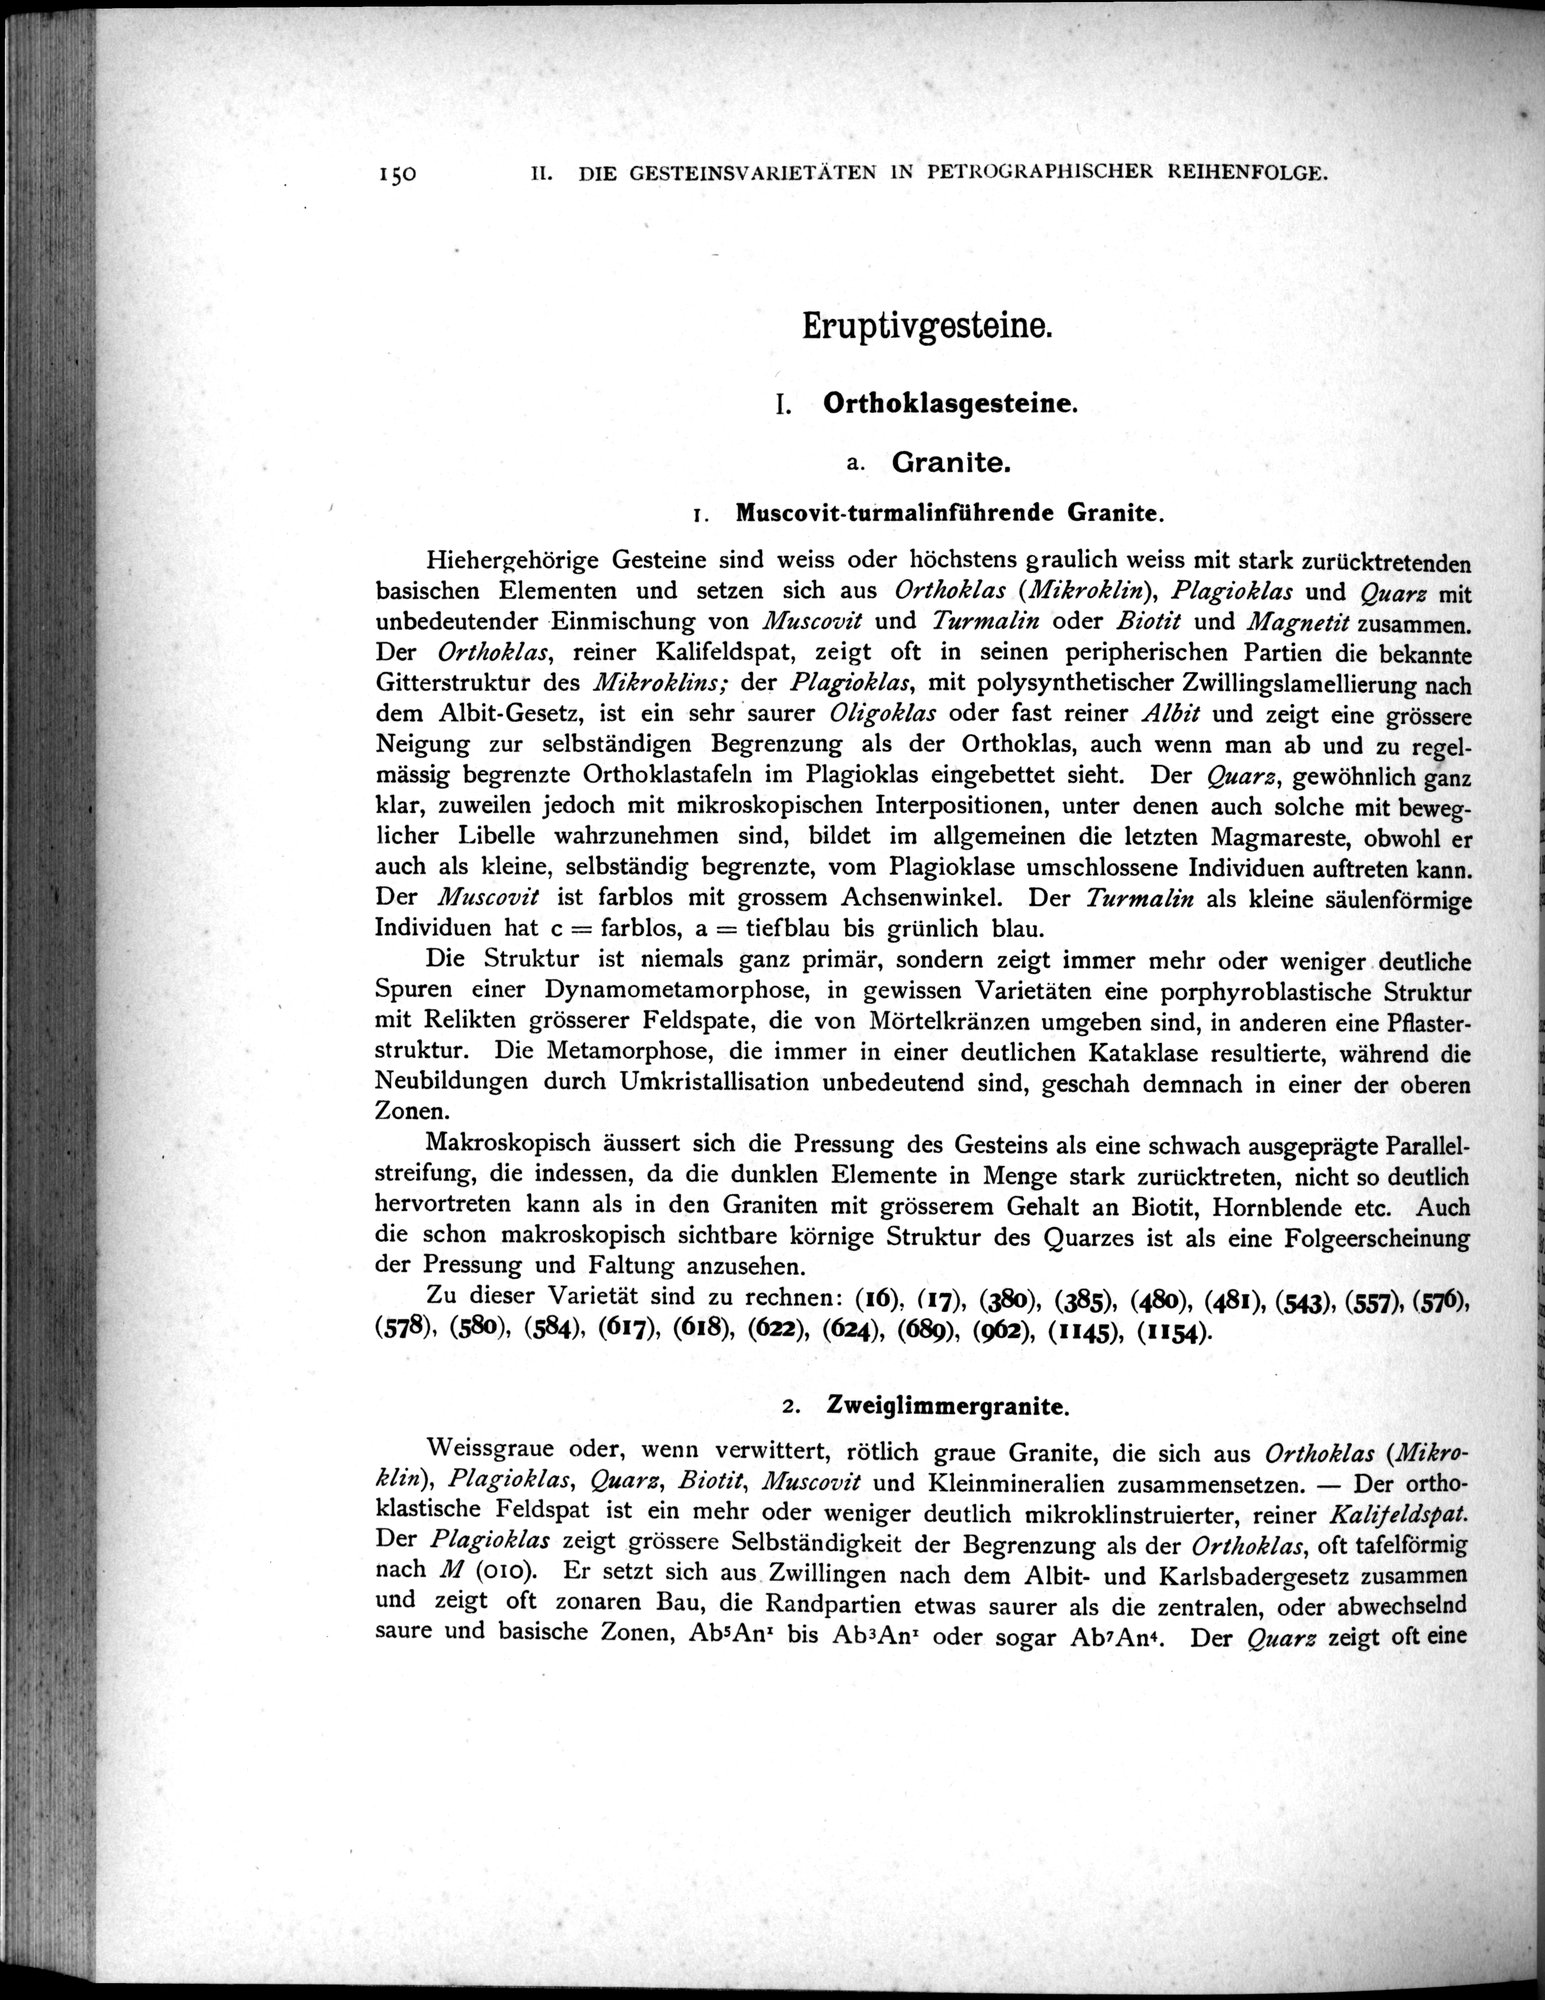 150 II. DIE GESTEINSVARIETÄTEN IN PETROGRAPHISCHER REIHENFOLGE.
Eruptivgesteine.
I. Orthoklasgesteine.
a. Granite.
1. Muscovit-turmalinführende Granite.
Hiehergehörige Gesteine sind weiss oder höchstens graulich weiss mit stark zurücktretenden
basischen Elementen und setzen sich aus Orthoklas (Mikroklin), Plagioklas und Quarz mit
unbedeutender Einmischung von Muscovit und Turmalin oder Biotit und Magnetit zusammen.
Der Orthoklas, reiner Kalifeldspat, zeigt oft in seinen peripherischen Partien die bekannte
Gitterstruktur des Mikroklins; der Plagioklas, mit polysynthetischer Zwillingslamellierung nach
dem Albit-Gesetz, ist ein sehr saurer Oligoklas oder fast reiner Albit und zeigt eine grössere
Neigung zur selbständigen Begrenzung als der Orthoklas, auch wenn man ab und zu regel-
mässig begrenzte Orthoklastafeln im Plagioklas eingebettet sieht. Der Quarz, gewöhnlich ganz
klar, zuweilen jedoch mit mikroskopischen Interpositionen, unter denen auch solche mit beweg-
licher Libelle wahrzunehmen sind, bildet im allgemeinen die letzten Magmareste, obwohl er
auch als kleine, selbständig begrenzte, vom Plagioklase umschlossene Individuen auftreten kann.
Der Muscovit ist farblos mit grossem Achsenwinkel. Der Turmalin als kleine säulenförmige
Individuen hat c = farblos, a = tiefblau bis grünlich blau.
Die Struktur ist niemals ganz primär, sondern zeigt immer mehr oder weniger deutliche
Spuren einer Dynamometamorphose, in gewissen Varietäten eine porphyroblastische Struktur
mit Relikten grösserer Feldspate, die von Mörtelkränzen umgeben sind, in anderen eine Pflaster-
struktur. Die Metamorphose, die immer in einer deutlichen Kataklase resultierte, während die
Neubildungen durch Umkristallisation unbedeutend sind, geschah demnach in einer der oberen
Zonen.
Makroskopisch äussert sich die Pressung des Gesteins als eine schwach ausgeprägte Parallel-
streifung, die indessen, da die dunklen Elemente in Menge stark zurücktreten, nicht so deutlich
hervortreten kann als in den Graniten mit grösserem Gehalt an Biotit, Hornblende etc. Auch
die schon makroskopisch sichtbare körnige Struktur des Quarzes ist als eine Folgeerscheinung
der Pressung und Faltung anzusehen.
Zu dieser Varietät sind zu rechnen: (16), (17), (380), (385), (480), (481), (543), (557), (576),
(578), (580), (584), (617), (618), (622), (624), (689), (962), (1145), (1154).
2. Zweiglimmergranite.
Weissgraue oder, wenn verwittert, rötlich graue Granite, die sich aus Orthoklas (Mikro-
klin), Plagioklas, Quarz, Biotit, Muscovit und Kleinmineralien zusammensetzen. — Der ortho-
klastische Feldspat ist ein mehr oder weniger deutlich mikroklinstruierter, reiner Kalifeldspat.
Der Plagioklas zeigt grössere Selbständigkeit der Begrenzung als der Orthoklas, oft tafelförmig
nach M (010). Er setzt sich aus Zwillingen nach dem Albit- und Karlsbadergesetz zusammen
und zeigt oft zonaren Bau, die Randpartien etwas saurer als die zentralen, oder abwechselnd
saure und basische Zonen, Ab⁵An¹ bis Ab³An¹ oder sogar Ab⁷An⁴. Der Quarz zeigt oft eine